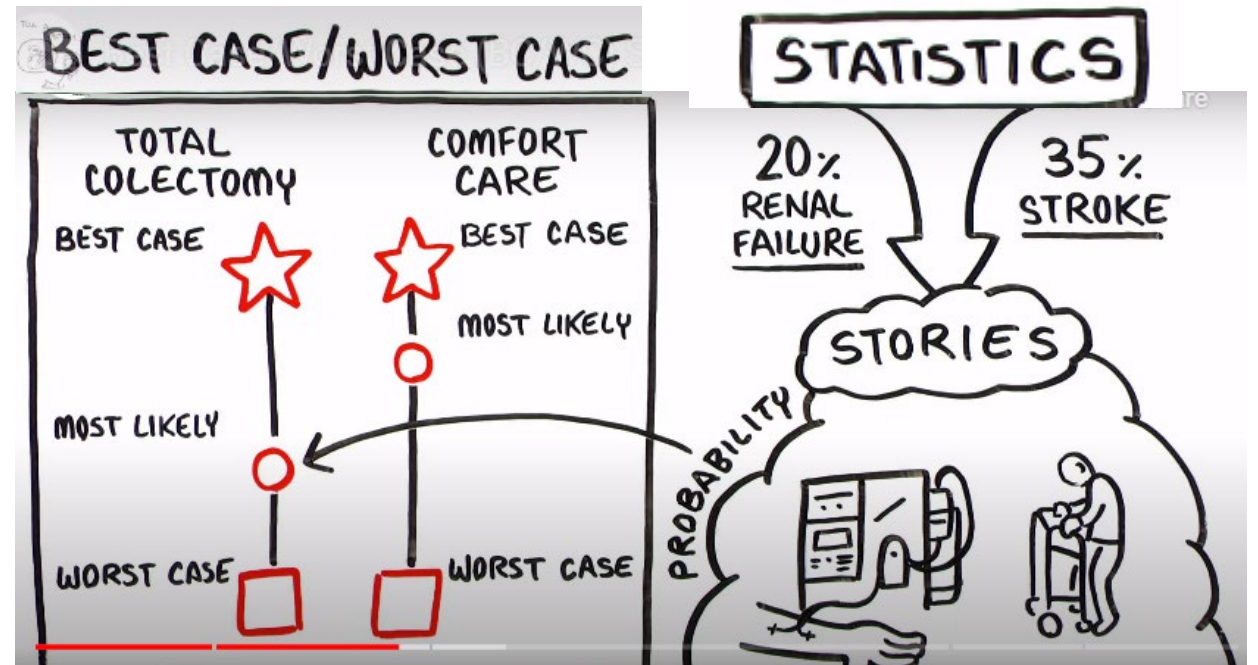 BEST CASE/WORST CASE
TOTAL
COLECTOMY
COMFORT
CARE
BEST CASE
BEST CASE
MOST LIKELY
MOST LIKELY
WORST CASE
WORST CASE
STATISTICS
20%
RENAL
FAILURE
35%
STROKE
STORIES
PROBABILITY